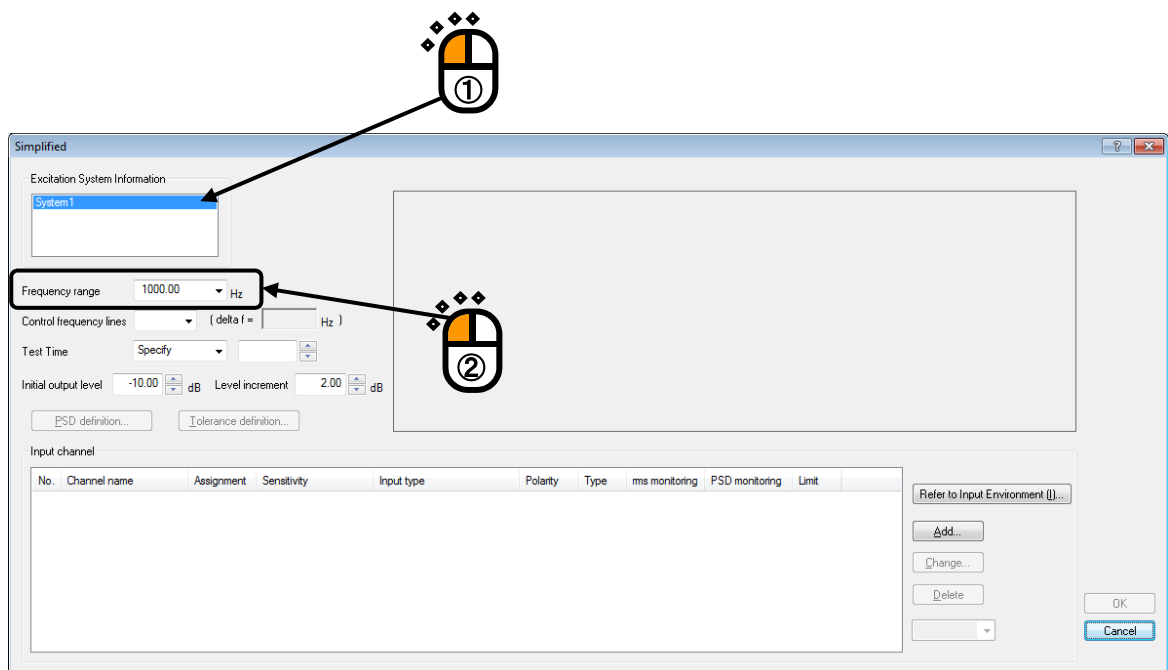 ①
Simplified
Excitation System Information
System1
Frequency range 1000.00 Hz
Control frequency lines ( delta f = Hz )
②
Test Time Specify
Initial output level -10.00 dB Level increment 2.00 dB
PSD definition... Tolerance definition...
Input channel
No. Channel name Assignment Sensitivity Input type Polarity Type rms monitoring PSD monitoring Limit
Refer to Input Environment (I)...
Add...
Change...
Delete
OK
Cancel